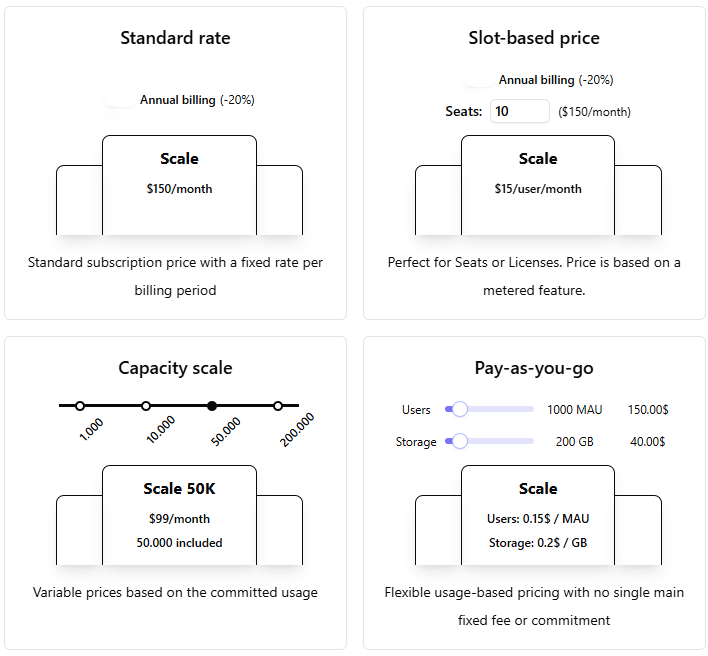 Standard rate
Annual billing (-20%)
Scale
$150/month
Standard subscription price with a fixed rate per
billing period
Slot-based price
Annual billing (-20%)
Seats: 10 ($150/month)
Scale
$15/user/month
Perfect for Seats or Licenses. Price is based on a
metered feature.
Capacity scale
1.000 10.000 50.000 200.000
Scale 50K
$99/month
50.000 included
Variable prices based on the committed usage
Pay-as-you-go
Users 1000 MAU 150.00$
Storage 200 GB 40.00$
Scale
Users: 0.15$ / MAU
Storage: 0.2$ / GB
Flexible usage-based pricing with no single main
fixed fee or commitment